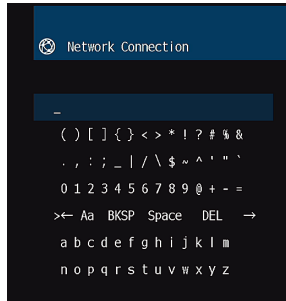 Network Connection
_
( ) [ ] { } < > * ! ? # % &
. , : ; _ | / \ $ ~ ^ ' " `
0 1 2 3 4 5 6 7 8 9 @ + - =
>← Aa BKSP Space DEL →
a b c d e f g h i j k l m
n o p q r s t u v w x y z